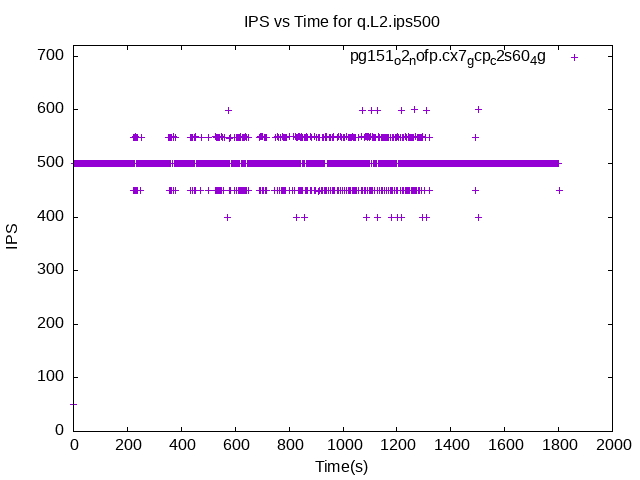 IPS vs Time for q.L2.ips500
pg151o2nofp.cx7gcpc2s604g
700
600
500
400
300
200
100
0
IPS
0 200 400 600 800 1000 1200 1400 1600 1800 2000
Time(s)